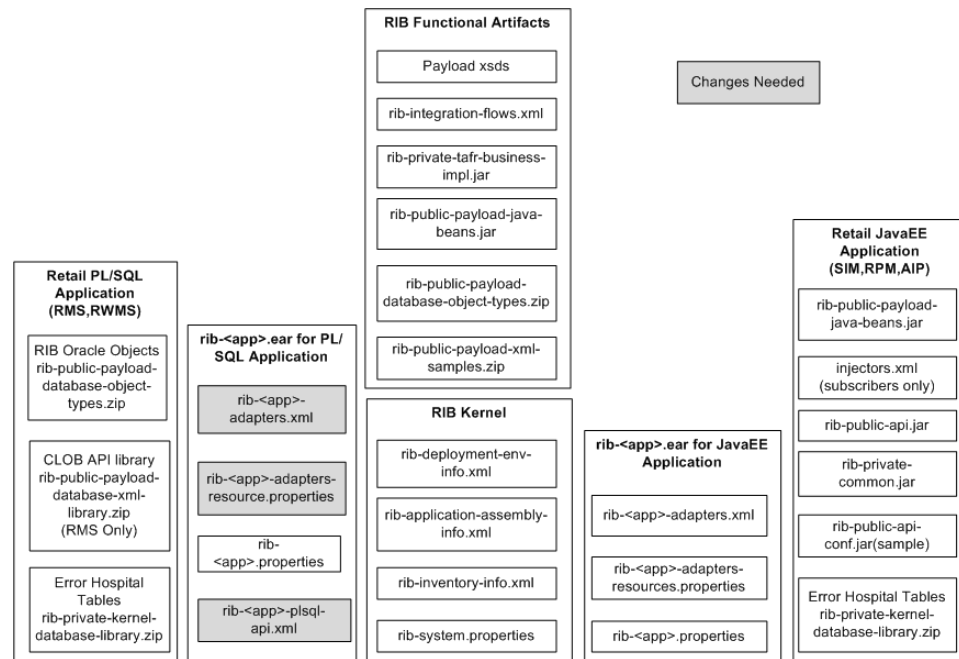 RIB Functional Artifacts
Payload xsds
rib-integration-flows.xml
rib-private-tafr-business-
impl.jar
rib-public-payload-java-
beans.jar
rib-public-payload-
database-object-types.zip
rib-public-payload-xml-
samples.zip
Changes Needed
Retail PL/SQL
Application
(RMS,RWMS)
RIB Oracle Objects
rib-public-payload-
database-object-
types.zip
CLOB API library
rib-public-payload-
database-xml-
library.zip
(RMS Only)
Error Hospital
Tables
rib-private-kernel-
database-library.zip
rib-<app>.ear for PL/
SQL Application
rib-<app>-
adapters.xml
rib-<app>-adapters-
resource.properties
rib-
<app>.properties
rib-<app>-plsql-
api.xml
RIB Kernel
rib-deployment-env-
info.xml
rib-application-assembly-
info.xml
rib-inventory-info.xml
rib-system.properties
rib-<app>.ear for JavaEE
Application
rib-<app>-adapters.xml
rib-<app>-adapters-
resources.properties
rib-<app>.properties
Retail JavaEE
Application
(SIM,RPM,AIP)
rib-public-payload-
java-beans.jar
injectors.xml
(subscribers only)
rib-public-api.jar
rib-private-
common.jar
rib-public-api-
conf.jar(sample)
Error Hospital Tables
rib-private-kernel-
database-library.zip